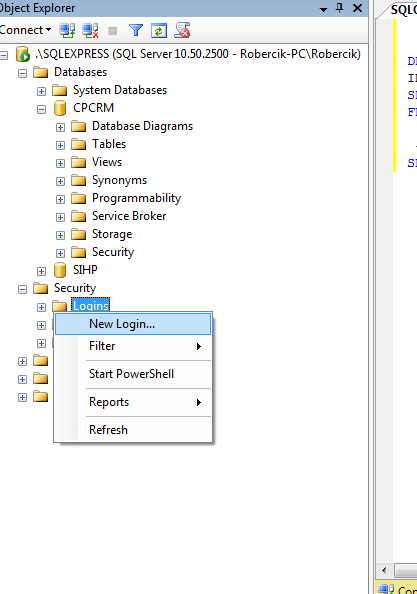 Object Explorer
SQLQ
Connect
.\SQLEXPRESS (SQL Server 10.50.2500 - Robercik-PC\Robercik)
Databases
System Databases
CPCRM
Database Diagrams
Tables
Views
Synonyms
Programmability
Service Broker
Storage
Security
SIHP
Security
Logins
New Login...
Filter
Start PowerShell
Reports
Refresh